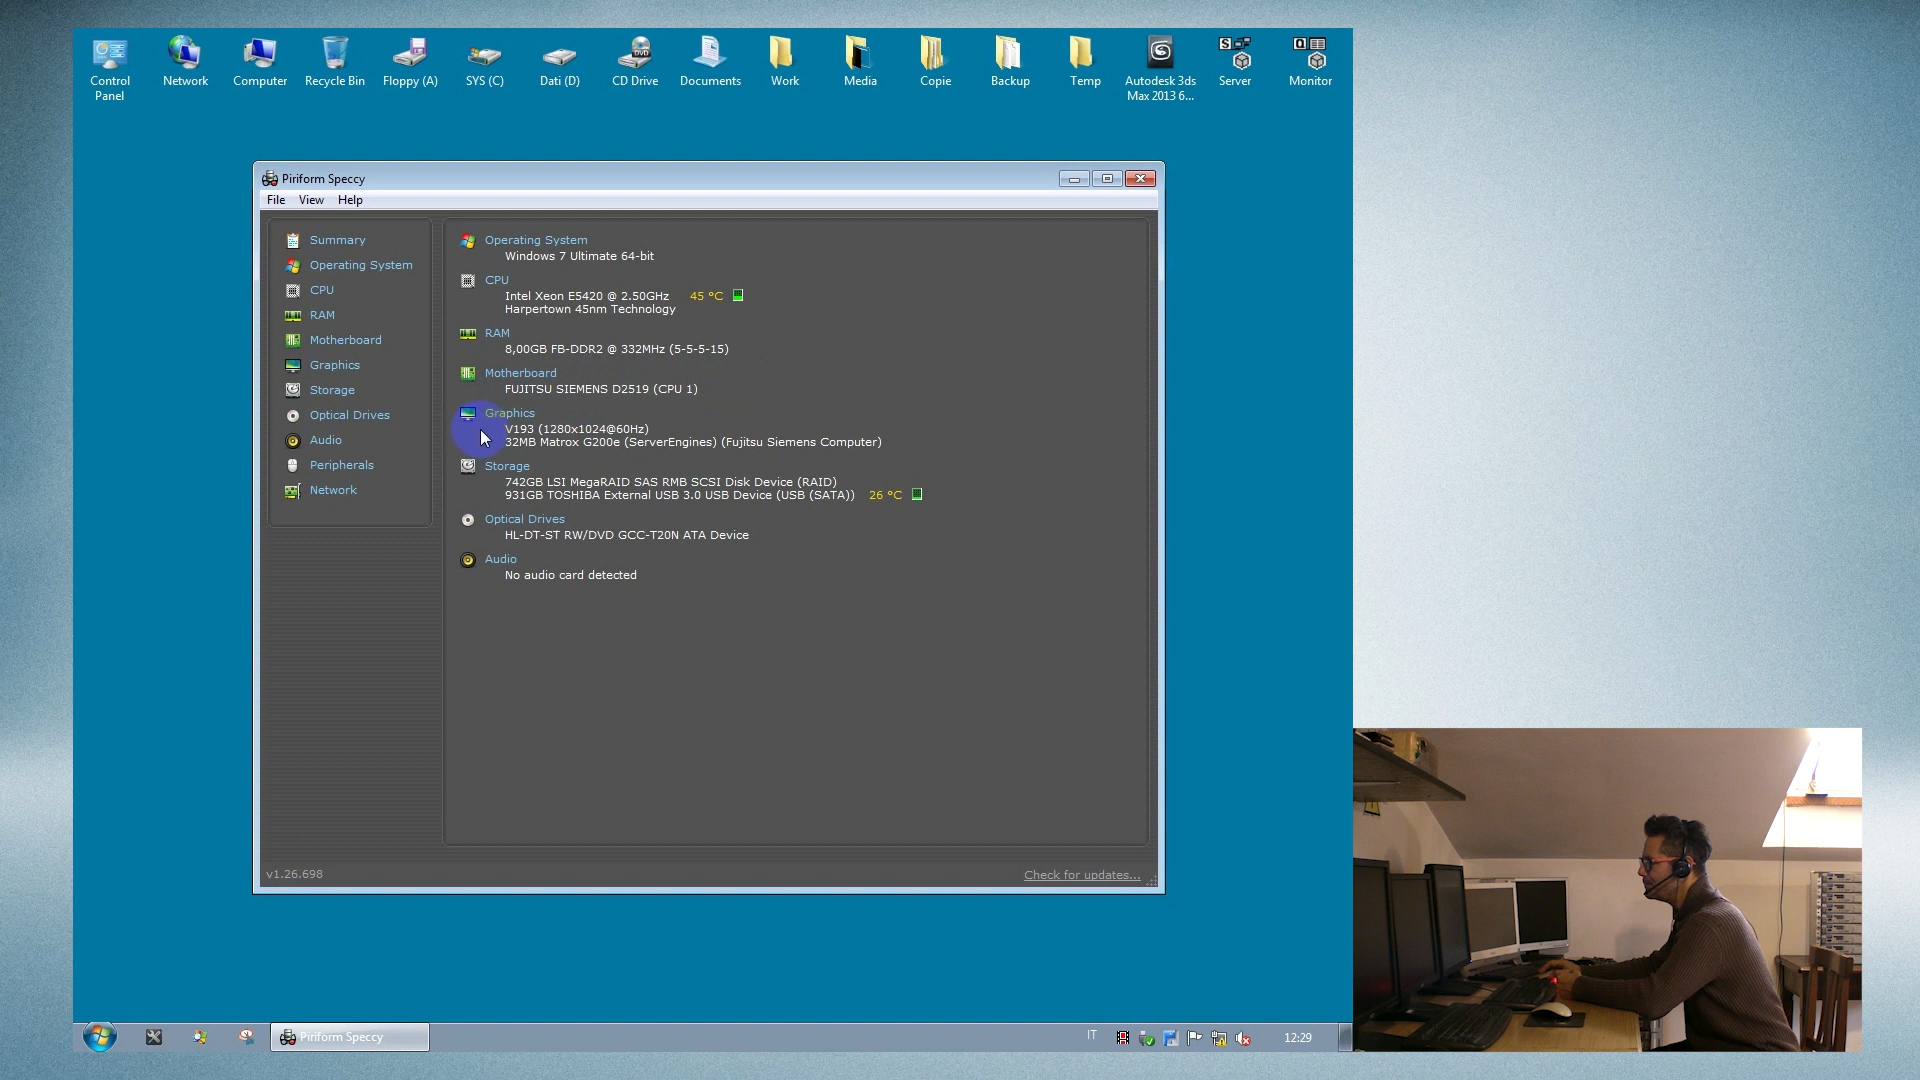 Control Panel
Network
Computer
Recycle Bin
Floppy (A)
SYS (C)
Dati (D)
CD Drive
Documents
Work
Media
Copie
Backup
Temp
Autodesk 3ds Max 2013 6...
S
Server
Q
Monitor
Piriform Speccy
File View Help
Summary
Operating System
CPU
RAM
Motherboard
Graphics
Storage
Optical Drives
Audio
Peripherals
Network
Operating System
Windows 7 Ultimate 64-bit
CPU
Intel Xeon E5420 @ 2.50GHz 45 °C
Harpertown 45nm Technology
RAM
8,00GB FB-DDR2 @ 332MHz (5-5-5-15)
Motherboard
FUJITSU SIEMENS D2519 (CPU 1)
Graphics
V193 (1280x1024@60Hz)
32MB Matrox G200e (ServerEngines) (Fujitsu Siemens Computer)
Storage
742GB LSI MegaRAID SAS RMB SCSI Disk Device (RAID)
931GB TOSHIBA External USB 3.0 USB Device (USB (SATA)) 26 °C
Optical Drives
HL-DT-ST RW/DVD GCC-T20N ATA Device
Audio
No audio card detected
v1.26.698
Check for updates...
Piriform Speccy
IT
12:29